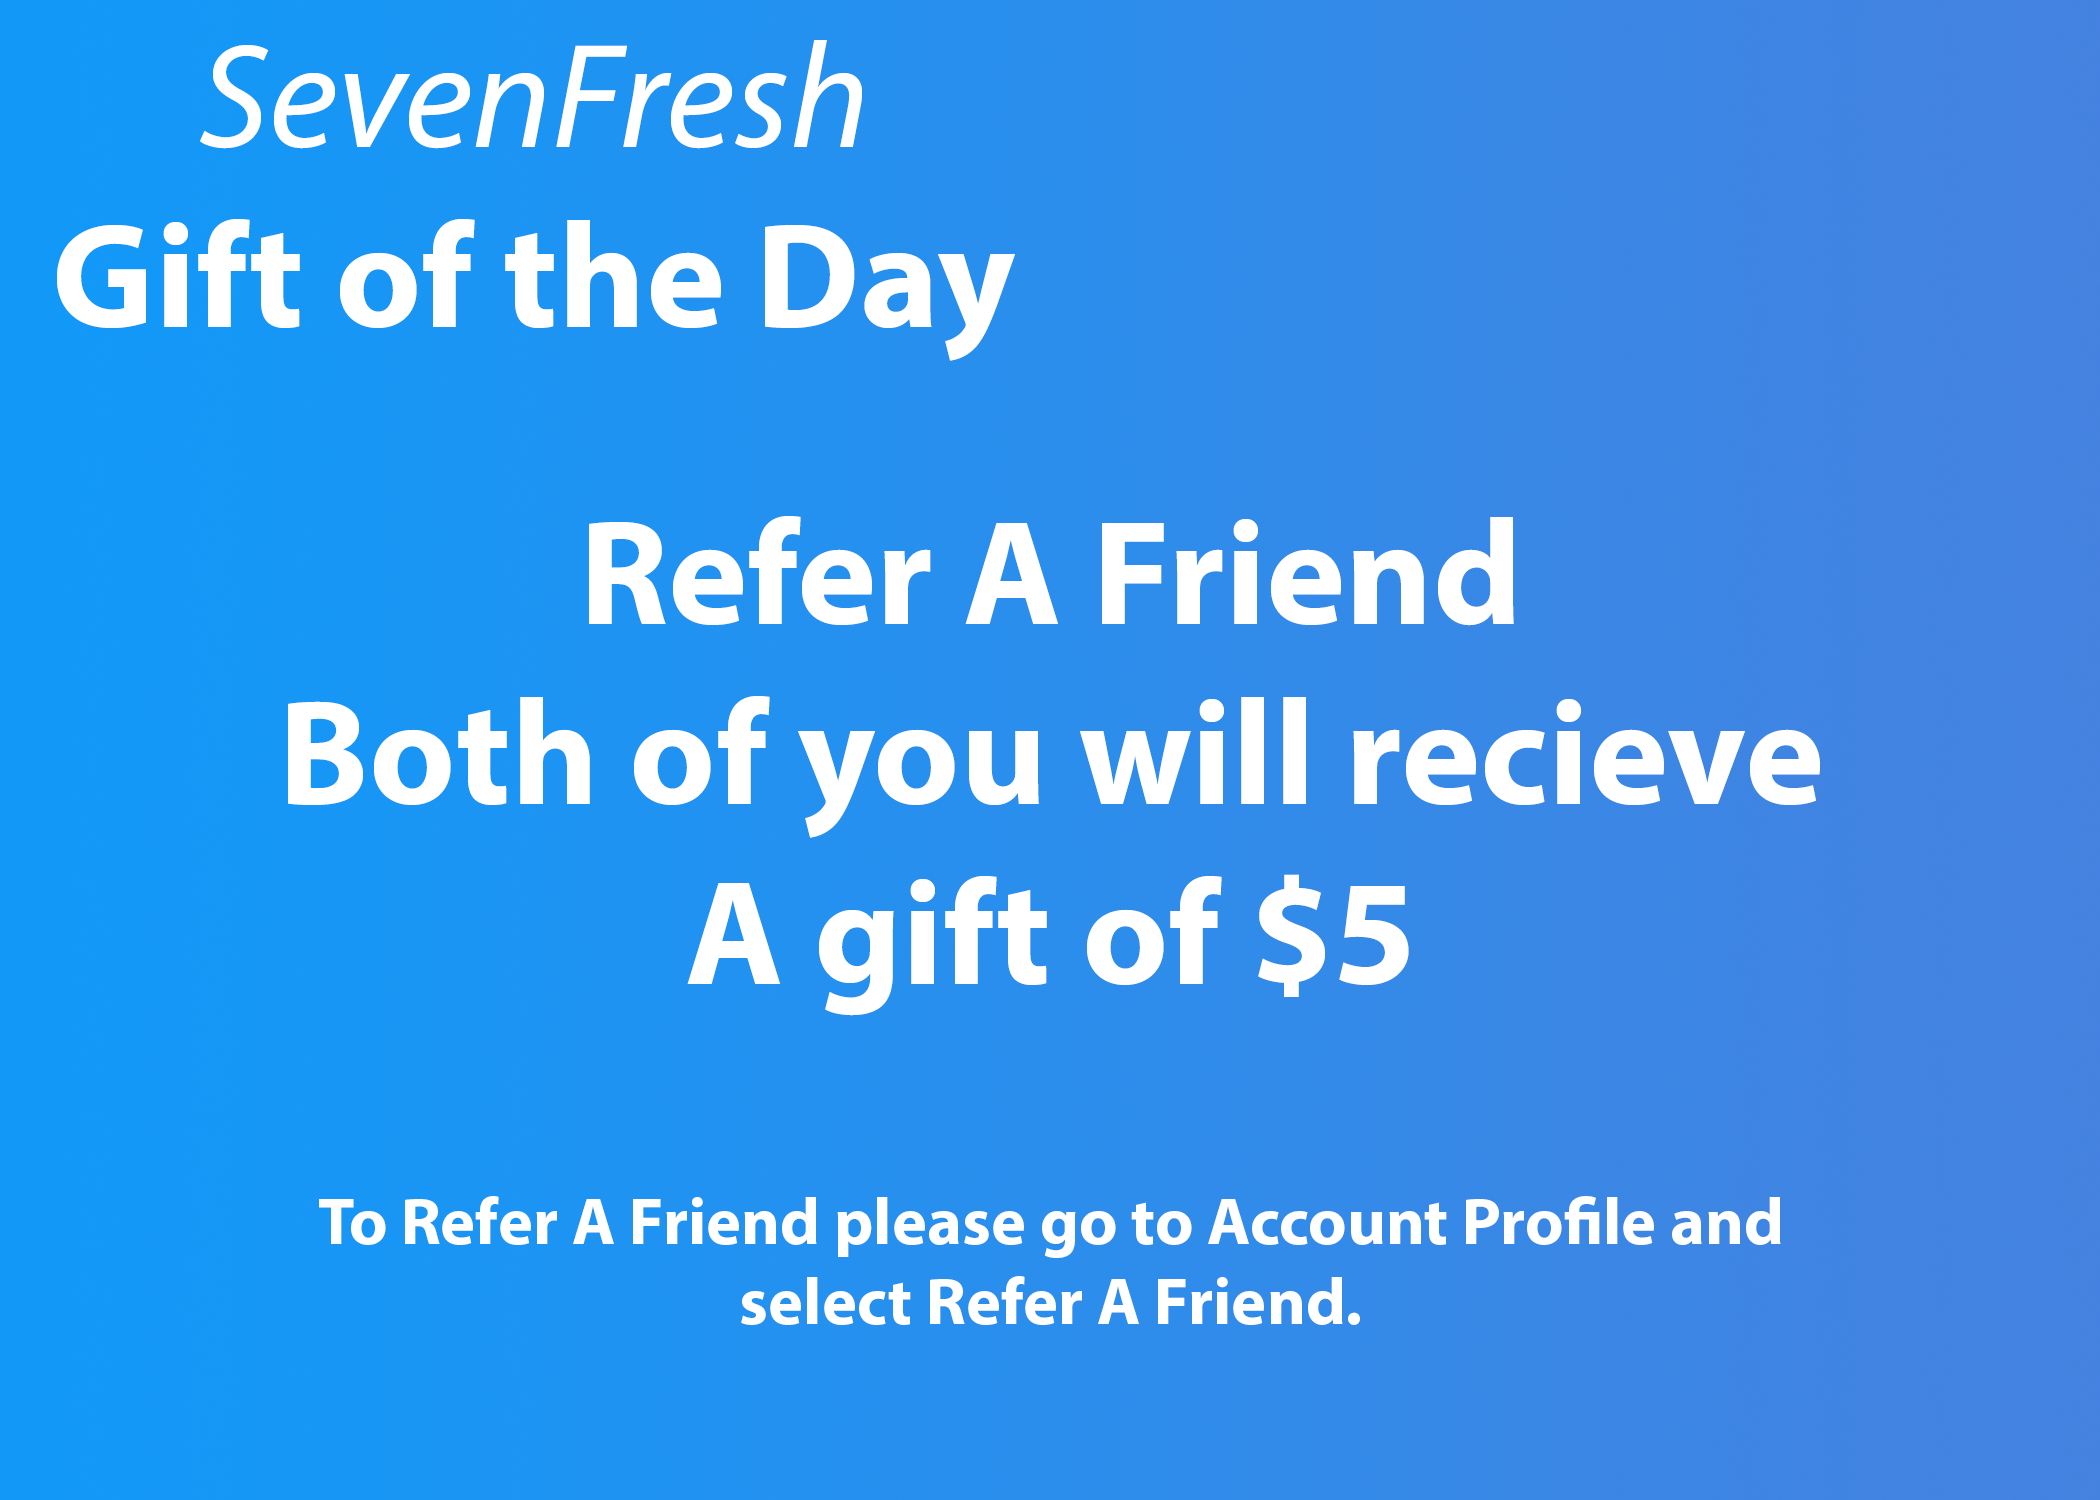 SevenFresh
Gift of the Day
Refer A Friend
Both of you will recieve
A gift of $5
To Refer A Friend please go to Account Profile and
select Refer A Friend.